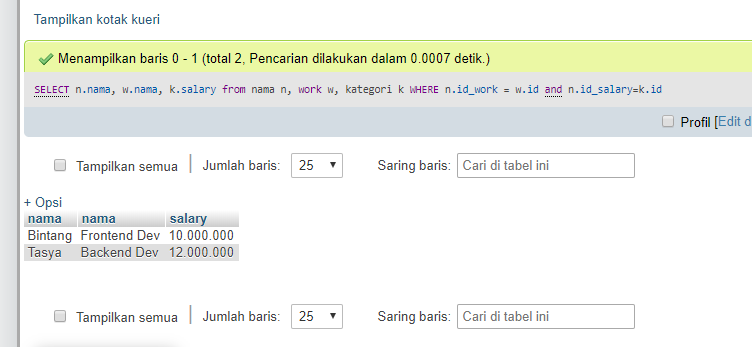 Tampilkan kotak kueri
Menampilkan baris 0 - 1 (total 2, Pencarian dilakukan dalam 0.0007 detik.)
SELECT n.nama, w.nama, k.salary from nama n, work w, kategori k WHERE n.id_work = w.id and n.id_salary=k.id
Profil [Edit d
Tampilkan semua | Jumlah baris: 25 Saring baris: Cari di tabel ini
+ Opsi
nama nama salary
Bintang Frontend Dev 10.000.000
Tasya Backend Dev 12.000.000
Tampilkan semua | Jumlah baris: 25 Saring baris: Cari di tabel ini